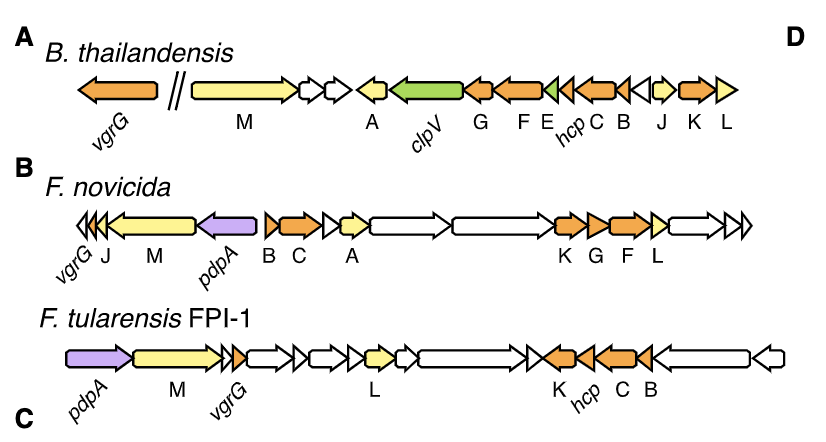 A
D
B. thailandensis
vgrG M A clpV G F E hcp C B J K L
B
F. novicida
vgrG J M pdpA B C A K G F L
F. tularensis FPI-1
pdpA M vgrG L K hcp C B
C